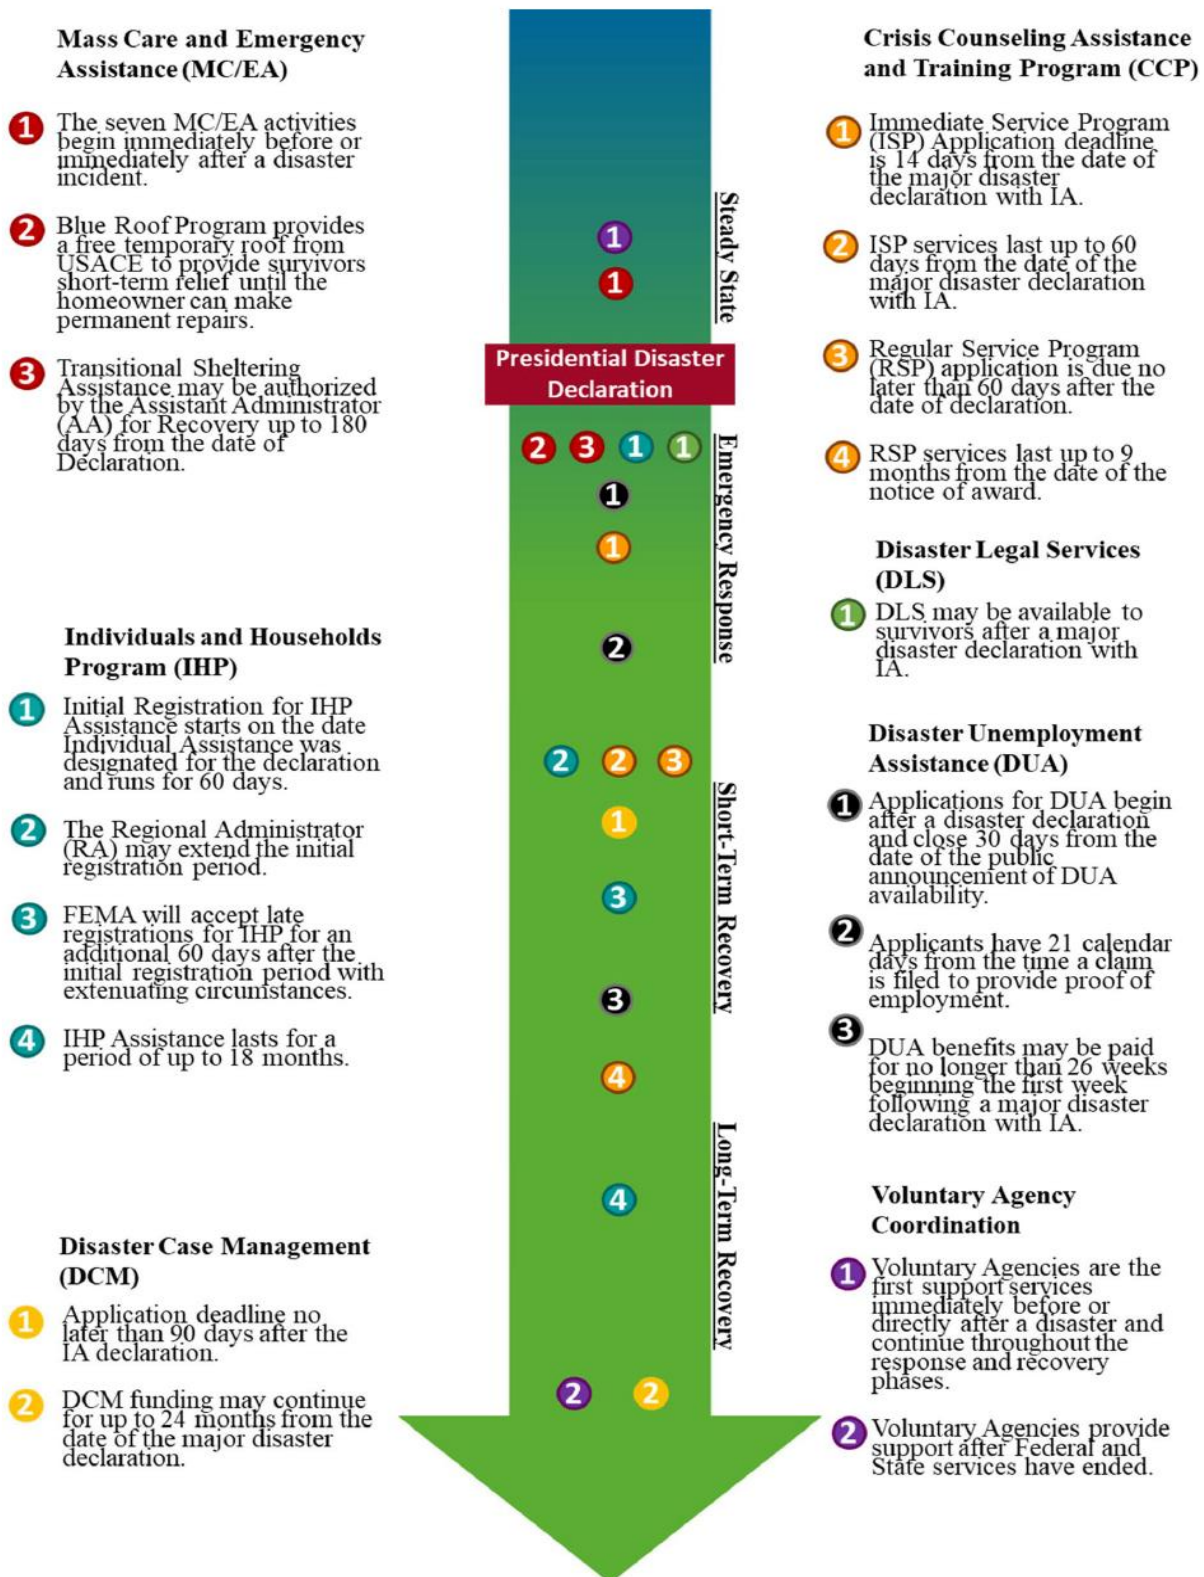 Mass Care and Emergency
Assistance (MC/EA)
1 The seven MC/EA activities
begin immediately before or
immediately after a disaster
incident.
2 Blue Roof Program provides
a free temporary roof from
USACE to provide survivors
short-term relief until the
homeowner can make
permanent repairs.
3 Transitional Sheltering
Assistance may be authorized
by the Assistant Administrator
(AA) for Recovery up to 180
days from the date of
Declaration.
Individuals and Households
Program (IHP)
1 Initial Registration for IHP
Assistance starts on the date
Individual Assistance was
designated for the declaration
and runs for 60 days.
2 The Regional Administrator
(RA) may extend the initial
registration period.
3 FEMA will accept late
registrations for IHP for an
additional 60 days after the
initial registration period with
extenuating circumstances.
4 IHP Assistance lasts for a
period of up to 18 months.
Disaster Case Management
(DCM)
1 Application deadline no
later than 90 days after the
IA declaration.
2 DCM funding may continue
for up to 24 months from the
date of the major disaster
declaration.
Steady State
1
1
Presidential Disaster
Declaration
Emergency Response
2 3 1 1
1
1
2
2 2 3
Short-Term Recovery
1
3
3
4
Long-Term Recovery
4
2 2
Crisis Counseling Assistance
and Training Program (CCP)
1 Immediate Service Program
(ISP) Application deadline
is 14 days from the date of
the major disaster
declaration with IA.
2 ISP services last up to 60
days from the date of the
major disaster declaration
with IA.
3 Regular Service Program
(RSP) application is due no
later than 60 days after the
date of declaration.
4 RSP services last up to 9
months from the date of the
notice of award.
Disaster Legal Services
(DLS)
1 DLS may be available to
survivors after a major
disaster declaration with
IA.
Disaster Unemployment
Assistance (DUA)
1 Applications for DUA begin
after a disaster declaration
and close 30 days from the
date of the public
announcement of DUA
availability.
2 Applicants have 21 calendar
days from the time a claim
is filed to provide proof of
employment.
3 DUA benefits may be paid
for no longer than 26 weeks
beginning the first week
following a major disaster
declaration with IA.
Voluntary Agency
Coordination
1 Voluntary Agencies are the
first support services
immediately before or
directly after a disaster and
continue throughout the
response and recovery
phases.
2 Voluntary Agencies provide
support after Federal and
State services have ended.